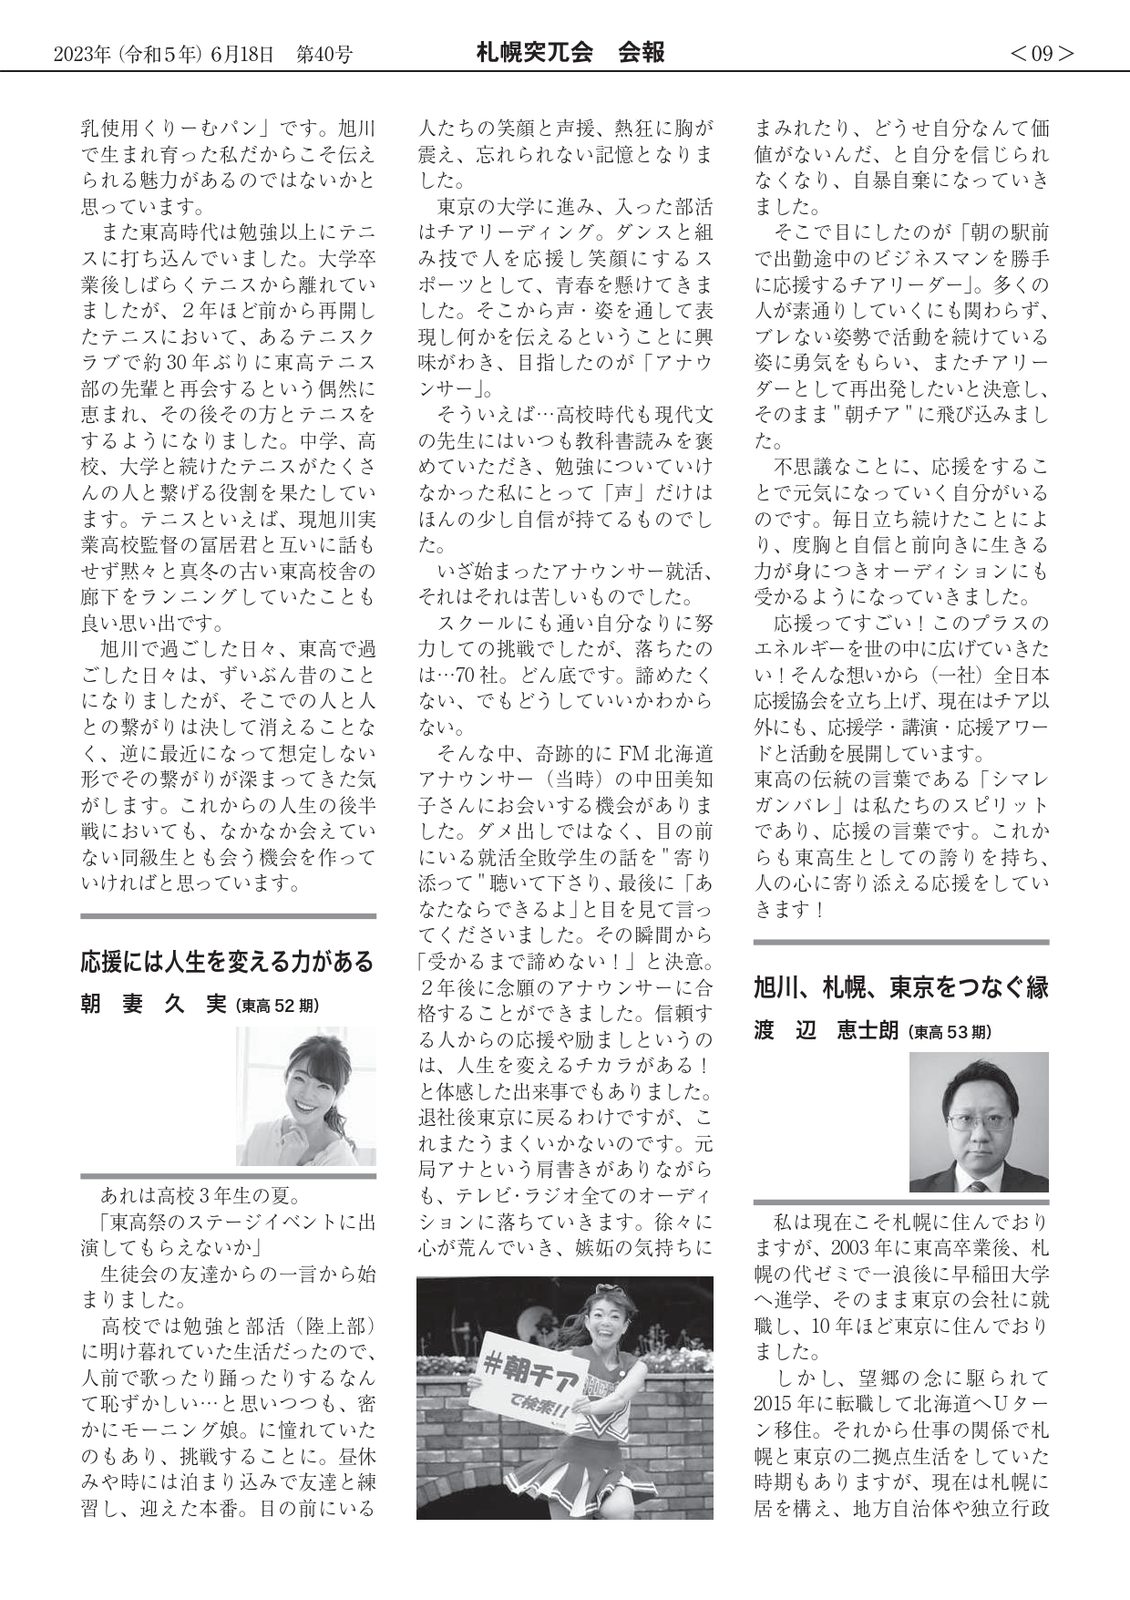 2023年（令和５年）６月18日　第40号
札幌突兀会　会報
＜09＞
乳使用くりーむパン」です。旭川
で生まれ育った私だからこそ伝え
られる魅力があるのではないかと
思っています。
　また東高時代は勉強以上にテニ
スに打ち込んでいました。大学卒
業後しばらくテニスから離れてい
ましたが、２年ほど前から再開し
たテニスにおいて、あるテニスク
ラブで約30年ぶりに東高テニス
部の先輩と再会するという偶然に
恵まれ、その後その方とテニスを
するようになりました。中学、高
校、大学と続けたテニスがたくさ
んの人と繋げる役割を果たしてい
ます。テニスといえば、現旭川実
業高校監督の冨居君と互いに話も
せず黙々と真冬の古い東高校舎の
廊下をランニングしていたことも
良い思い出です。
　旭川で過ごした日々、東高で過
ごした日々は、ずいぶん昔のこと
になりましたが、そこでの人と人
との繋がりは決して消えることな
く、逆に最近になって想定しない
形でその繋がりが深まってきた気
がします。これからの人生の後半
戦においても、なかなか会えてい
ない同級生とも会う機会を作って
いければと思っています。
応援には人生を変える力がある
朝　妻　久　実（東高52期）
　あれは高校３年生の夏。
　「東高祭のステージイベントに出
演してもらえないか」
　生徒会の友達からの一言から始
まりました。
　高校では勉強と部活（陸上部）
に明け暮れていた生活だったので、
人前で歌ったり踊ったりするなん
て恥ずかしい…と思いつつも、密
かにモーニング娘。に憧れていた
のもあり、挑戦することに。昼休
みや時には泊まり込みで友達と練
習し、迎えた本番。目の前にいる
人たちの笑顔と声援、熱狂に胸が
震え、忘れられない記憶となりま
した。
　東京の大学に進み、入った部活
はチアリーディング。ダンスと組
み技で人を応援し笑顔にするス
ポーツとして、青春を懸けてきま
した。そこから声・姿を通して表
現し何かを伝えるということに興
味がわき、目指したのが「アナウ
ンサー」。
　そういえば…高校時代も現代文
の先生にはいつも教科書読みを褒
めていただき、勉強についていけ
なかった私にとって「声」だけは
ほんの少し自信が持てるものでし
た。
　いざ始まったアナウンサー就活、
それはそれは苦しいものでした。
　スクールにも通い自分なりに努
力しての挑戦でしたが、落ちたの
は…70社。どん底です。諦めたく
ない、でもどうしていいかわから
ない。
　そんな中、奇跡的にFM北海道
アナウンサー（当時）の中田美知
子さんにお会いする機会がありま
した。ダメ出しではなく、目の前
にいる就活全敗学生の話を"寄り
添って"聴いて下さり、最後に「あ
なたならできるよ」と目を見て言っ
てくださいました。その瞬間から
「受かるまで諦めない！」と決意。
２年後に念願のアナウンサーに合
格することができました。信頼す
る人からの応援や励ましというの
は、人生を変えるチカラがある！
と体感した出来事でもありました。
退社後東京に戻るわけですが、こ
れまたうまくいかないのです。元
局アナという肩書きがありながら
も、テレビ･ラジオ全てのオーディ
ションに落ちていきます。徐々に
心が荒んでいき、嫉妬の気持ちに
#朝チア
で検索!!
まみれたり、どうせ自分なんて価
値がないんだ、と自分を信じられ
なくなり、自暴自棄になっていき
ました。
　そこで目にしたのが「朝の駅前
で出勤途中のビジネスマンを勝手
に応援するチアリーダー」。多くの
人が素通りしていくにも関わらず、
ブレない姿勢で活動を続けている
姿に勇気をもらい、またチアリー
ダーとして再出発したいと決意し、
そのまま"朝チア"に飛び込みまし
た。
　不思議なことに、応援をするこ
とで元気になっていく自分がいる
のです。毎日立ち続けたことによ
り、度胸と自信と前向きに生きる
力が身につきオーディションにも
受かるようになっていきました。
　応援ってすごい！このプラスの
エネルギーを世の中に広げていきた
い！そんな想いから（一社）全日本
応援協会を立ち上げ、現在はチア以
外にも、応援学・講演・応援アワー
ドと活動を展開しています。
東高の伝統の言葉である「シマレ
ガンバレ」は私たちのスピリット
であり、応援の言葉です。これか
らも東高生としての誇りを持ち、
人の心に寄り添える応援をしてい
きます！
旭川、札幌、東京をつなぐ縁
渡　辺　恵士朗（東高53期）
　私は現在こそ札幌に住んでおり
ますが、2003年に東高卒業後、札
幌の代ゼミで一浪後に早稲田大学
へ進学、そのまま東京の会社に就
職し、10年ほど東京に住んでおり
ました。
　しかし、望郷の念に駆られて
2015年に転職して北海道へＵター
ン移住。それから仕事の関係で札
幌と東京の二拠点生活をしていた
時期もありますが、現在は札幌に
居を構え、地方自治体や独立行政